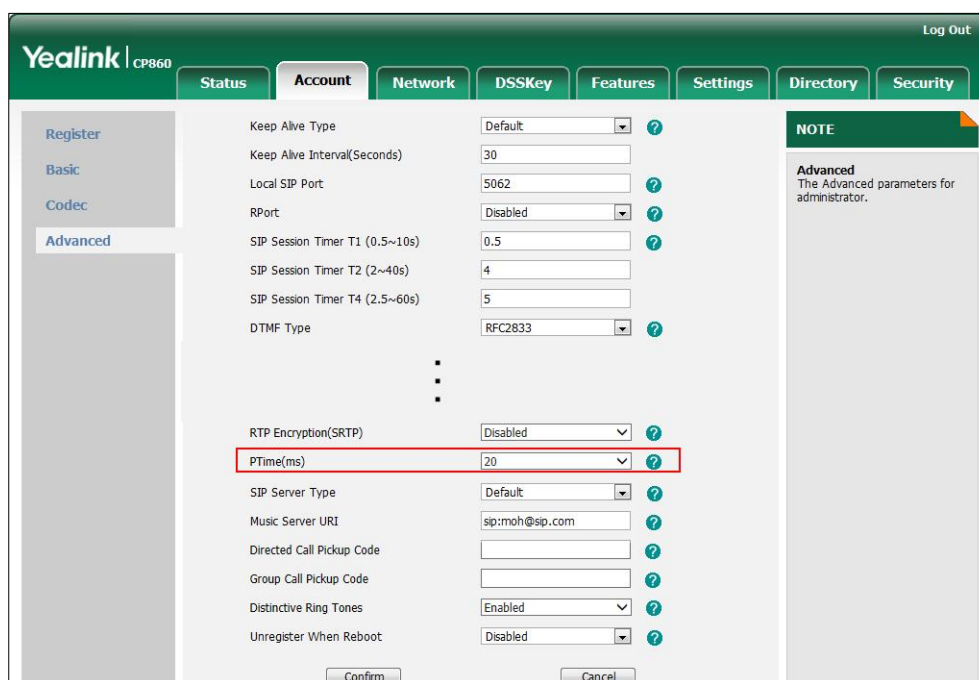 Log Out
Yealink CP860
Status Account Network DSSKey Features Settings Directory Security
Register
Basic
Codec
Advanced
Keep Alive Type Default
Keep Alive Interval(Seconds) 30
Local SIP Port 5062
RPort Disabled
SIP Session Timer T1 (0.5~10s) 0.5
SIP Session Timer T2 (2~40s) 4
SIP Session Timer T4 (2.5~60s) 5
DTMF Type RFC2833
RTP Encryption(SRTP) Disabled
PTime(ms) 20
SIP Server Type Default
Music Server URI sip:moh@sip.com
Directed Call Pickup Code
Group Call Pickup Code
Distinctive Ring Tones Enabled
Unregister When Reboot Disabled
Confirm Cancel
NOTE
Advanced
The Advanced parameters for
administrator.